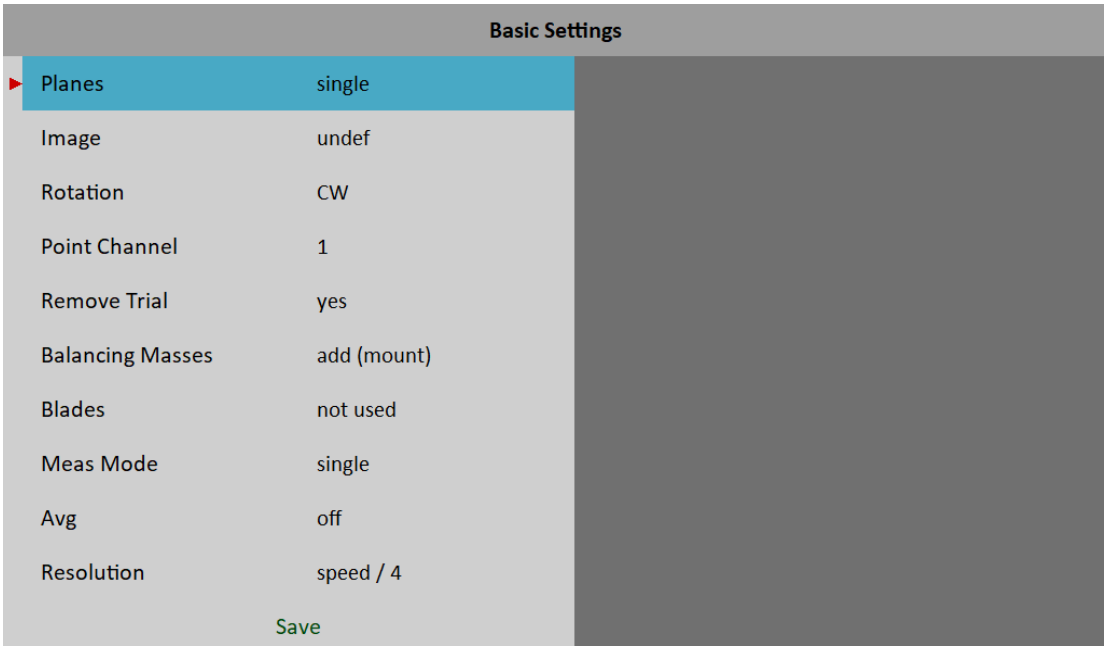 Basic Settings
Planes single
Image undef
Rotation CW
Point Channel 1
Remove Trial yes
Balancing Masses add (mount)
Blades not used
Meas Mode single
Avg off
Resolution speed / 4
Save